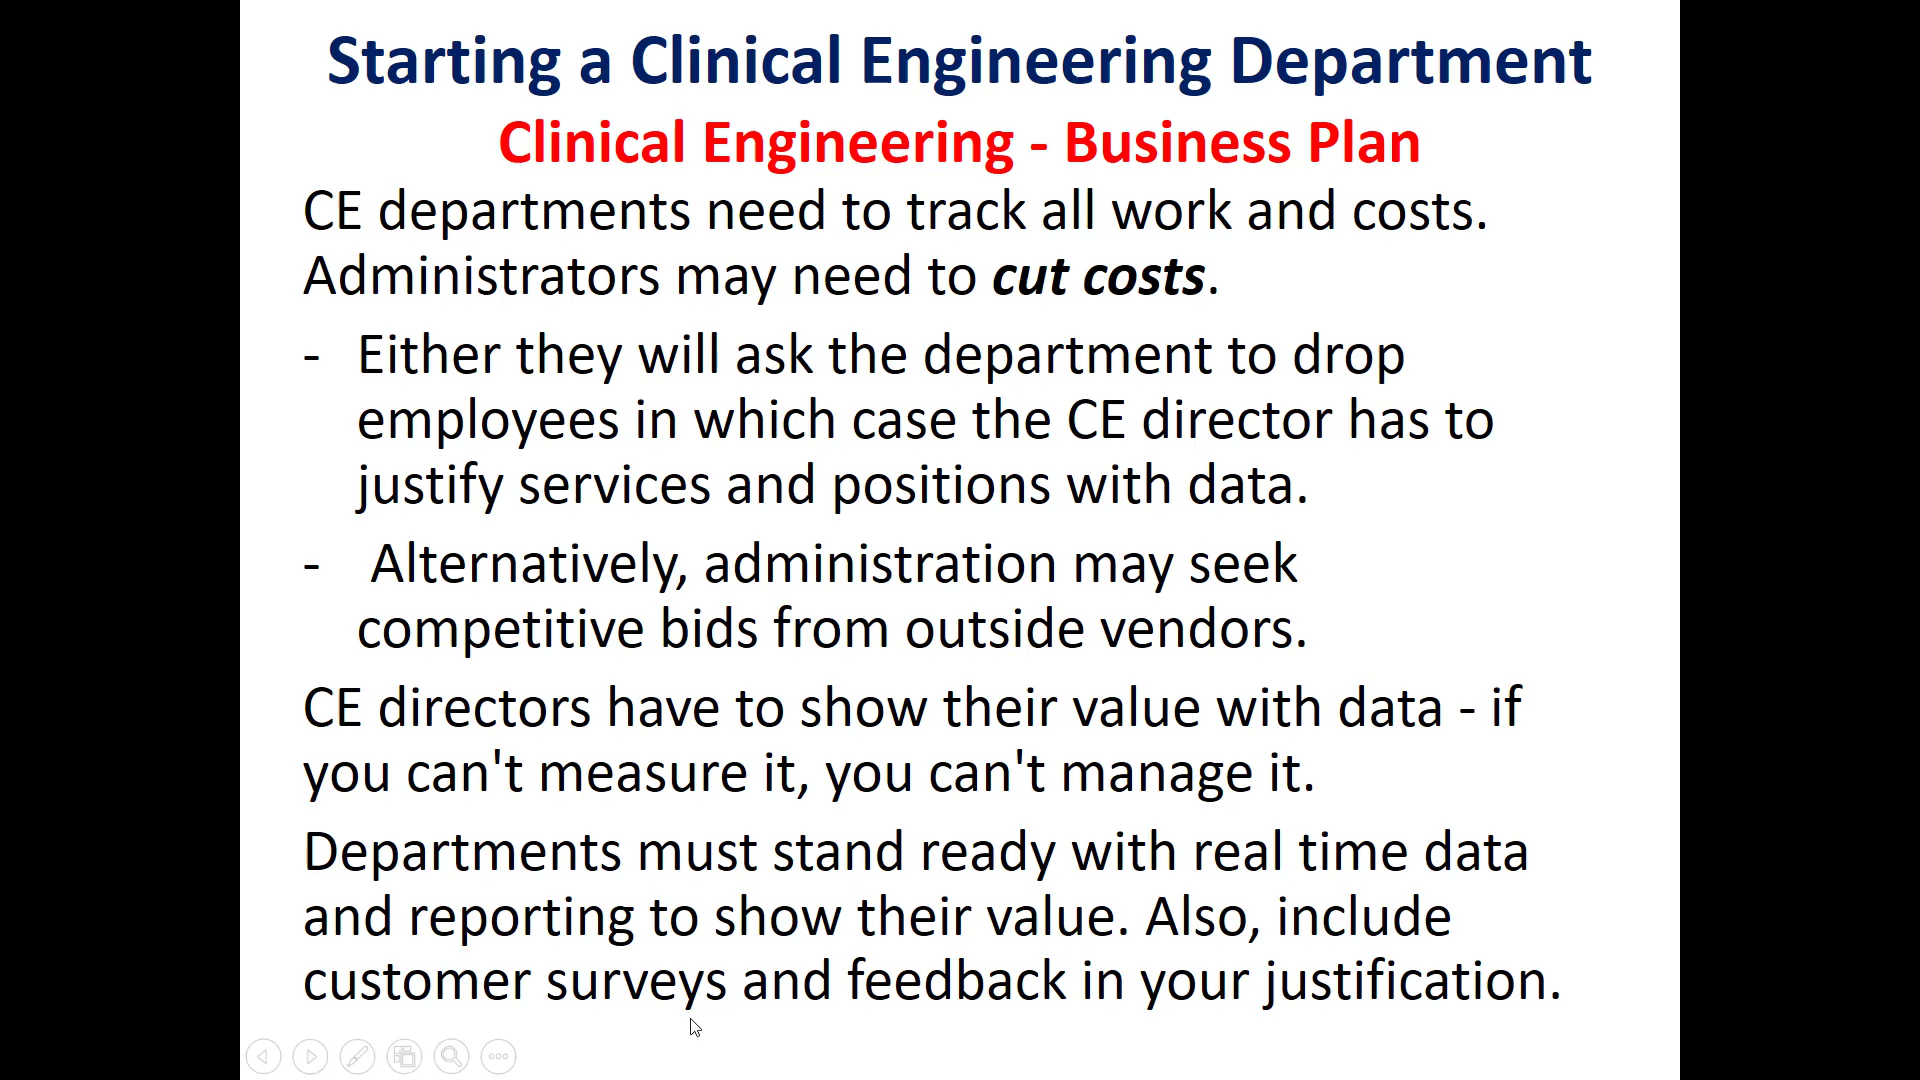 Starting a Clinical Engineering Department
Clinical Engineering - Business Plan
CE departments need to track all work and costs.
Administrators may need to cut costs.
- Either they will ask the department to drop
employees in which case the CE director has to
justify services and positions with data.
- Alternatively, administration may seek
competitive bids from outside vendors.
CE directors have to show their value with data - if
you can't measure it, you can't manage it.
Departments must stand ready with real time data
and reporting to show their value. Also, include
customer surveys and feedback in your justification.